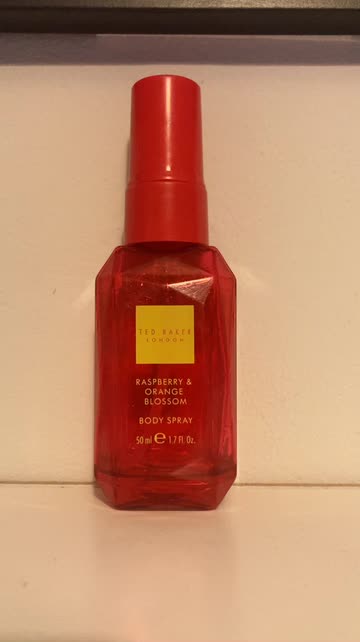 TED BAKER
LONDON
RASPBERRY &
ORANGE
BLOSSOM
BODY SPRAY
50 ml ℮ 1.7 Fl. Oz.